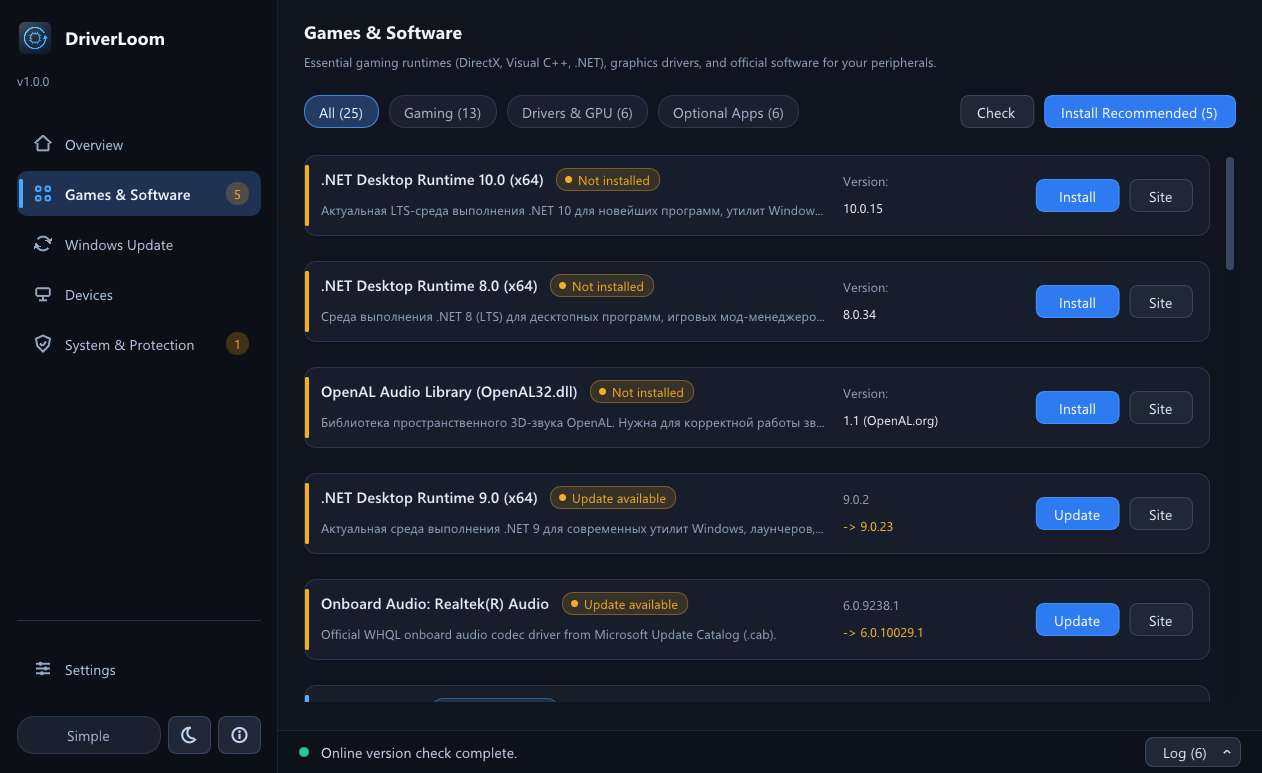 DriverLoom
v1.0.0
Overview
Games & Software 5
Windows Update
Devices
System & Protection 1
Settings
Simple
Games & Software
Essential gaming runtimes (DirectX, Visual C++, .NET), graphics drivers, and official software for your peripherals.
All (25) Gaming (13) Drivers & GPU (6) Optional Apps (6) Check Install Recommended (5)
.NET Desktop Runtime 10.0 (x64) Not installed
Актуальная LTS-среда выполнения .NET 10 для новейших программ, утилит Window...
Version:
10.0.15
Install Site
.NET Desktop Runtime 8.0 (x64) Not installed
Среда выполнения .NET 8 (LTS) для десктопных программ, игровых мод-менеджеро...
Version:
8.0.34
Install Site
OpenAL Audio Library (OpenAL32.dll) Not installed
Библиотека пространственного 3D-звука OpenAL. Нужна для корректной работы зв...
Version:
1.1 (OpenAL.org)
Install Site
.NET Desktop Runtime 9.0 (x64) Update available
Актуальная среда выполнения .NET 9 для современных утилит Windows, лаунчеров,...
9.0.2
-> 9.0.23
Update Site
Onboard Audio: Realtek(R) Audio Update available
Official WHQL onboard audio codec driver from Microsoft Update Catalog (.cab).
6.0.9238.1
-> 6.0.10029.1
Update Site
Online version check complete.
Log (6)